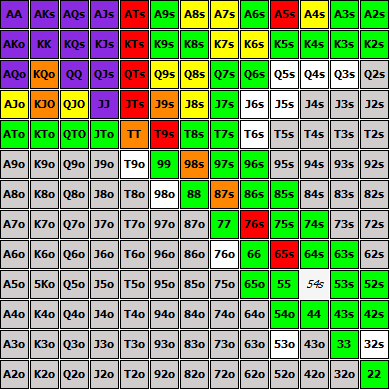 AA AKs AQs AJs ATs A9s A8s A7s A6s A5s A4s A3s A2s
AKo KK KQs KJs KTs K9s K8s K7s K6s K5s K4s K3s K2s
AQo KQo QQ QJs QTs Q9s Q8s Q7s Q6s Q5s Q4s Q3s Q2s
AJo KJO QJO JJ JTs J9s J8s J7s J6s J5s J4s J3s J2s
ATo KTo QTO JTo TT T9s T8s T7s T6s T5s T4s T3s T2s
A9o K9o Q9o J9o T9o 99 98s 97s 96s 95s 94s 93s 92s
A8o K8o Q8o J8o T8o 98o 88 87s 86s 85s 84s 83s 82s
A7o K7o Q7o J7o T7o 97o 87o 77 76s 75s 74s 73s 72s
A6o K6o Q6o J6o T6o 96o 86o 76o 66 65s 64s 63s 62s
A5o 5Ko Q5o J5o T5o 95o 85o 75o 65o 55 54s 53s 52s
A4o K4o Q4o J4o T4o 94o 84o 74o 64o 54o 44 43s 42s
A3o K3o Q3o J3o T3o 93o 83o 73o 63o 53o 43o 33 32s
A2o K2o Q2o J2o T2o 92o 82o 72o 62o 52o 42o 32o 22